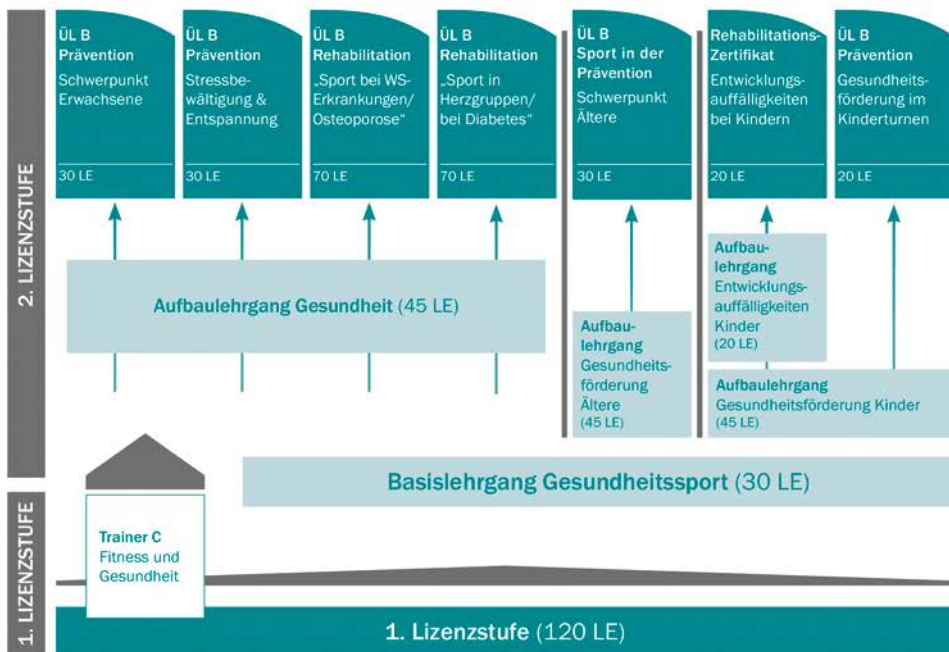 2. LIZENZSTUFE
ÜL B
Prävention
Schwerpunkt
Erwachsene
30 LE
ÜL B
Prävention
Stressbe-
wältigung &
Entspannung
30 LE
ÜL B
Rehabilitation
„Sport bei WS-
Erkrankungen/
Osteoporose“
70 LE
ÜL B
Rehabilitation
„Sport in
Herzgruppen/
bei Diabetes“
70 LE
ÜL B
Sport in der
Prävention
Schwerpunkt
Ältere
30 LE
Rehabilitations-
Zertifikat
Entwicklungs-
auffälligkeiten
bei Kindern
20 LE
ÜL B
Prävention
Gesundheits-
förderung im
Kinderturnen
20 LE
Aufbaulehrgang Gesundheit (45 LE)
Aufbau-
lehrgang
Gesundheits-
förderung
Ältere
(45 LE)
Aufbau-
lehrgang
Entwicklungs-
auffälligkeiten
Kinder
(20 LE)
Aufbaulehrgang
Gesundheitsförderung Kinder
(45 LE)
Basislehrgang Gesundheitssport (30 LE)
1. LIZENZSTUFE
Trainer C
Fitness und
Gesundheit
1. Lizenzstufe (120 LE)